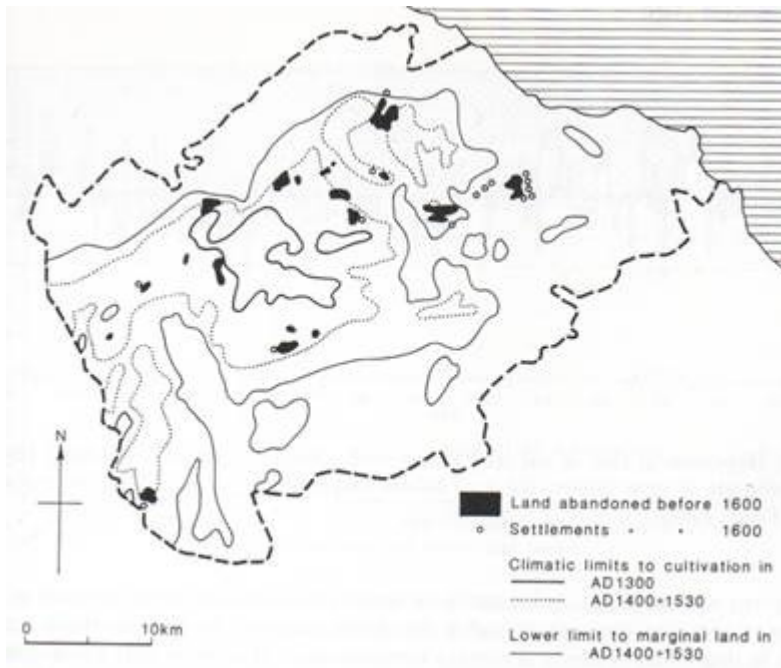 N
0 10km
Land abandoned before 1600
Settlements " " 1600
Climatic limits to cultivation in
AD1300
AD1400+1530
Lower limit to marginal land in
AD1400+1530